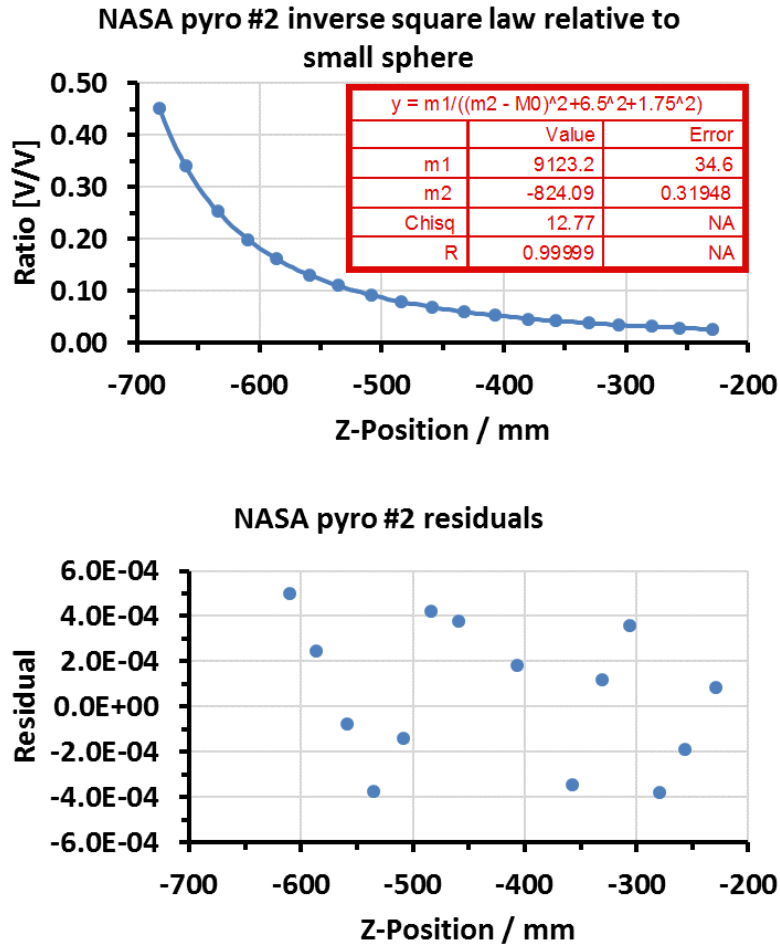 NASA pyro #2 inverse square law relative to
small sphere
0.50
0.40
0.30
0.20
0.10
0.00
Ratio [V/V]
y = m1/((m2 - M0)^2+6.5^2+1.75^2)
Value Error
m1 9123.2 34.6
m2 -824.09 0.31948
Chisq 12.77 NA
R 0.99999 NA
-700 -600 -500 -400 -300 -200
Z-Position / mm
NASA pyro #2 residuals
6.0E-04
4.0E-04
2.0E-04
0.0E+00
-2.0E-04
-4.0E-04
-6.0E-04
Residual
-700 -600 -500 -400 -300 -200
Z-Position / mm